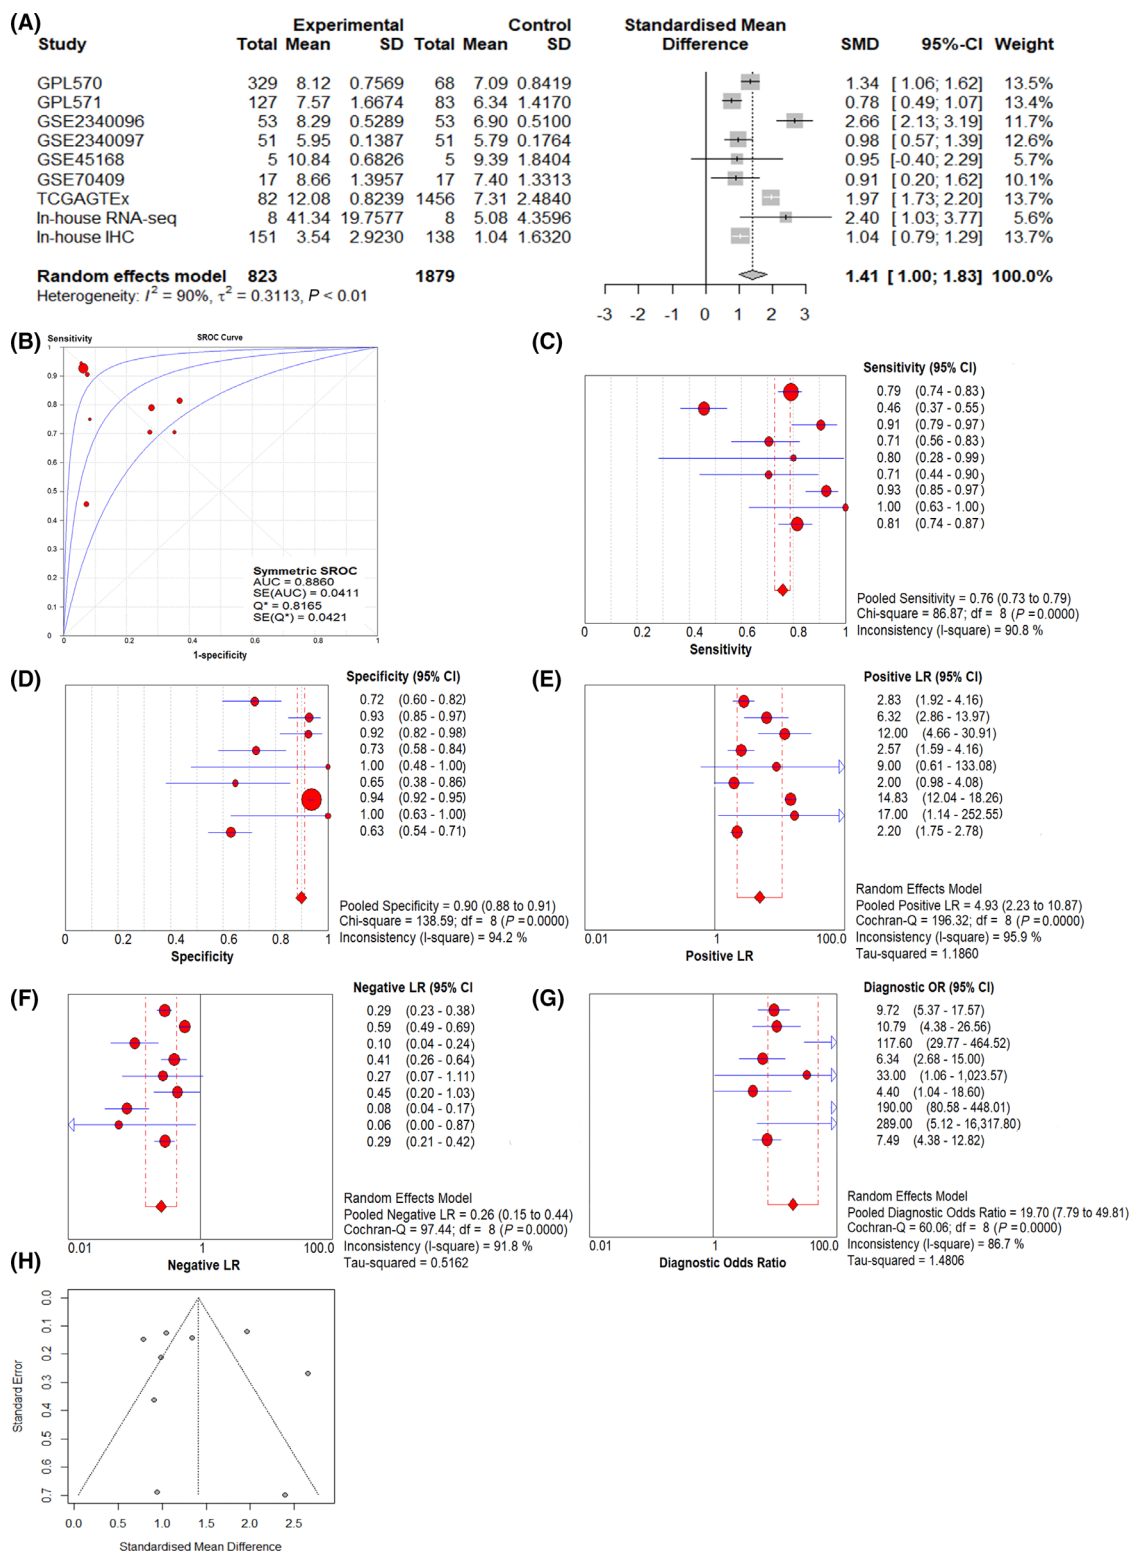 (A)
Experimental Control Standardised Mean
Study Total Mean SD Total Mean SD Difference SMD 95%-CI Weight
GPL570 329 8.12 0.7569 68 7.09 0.8419 1.34 [ 1.06; 1.62] 13.5%
GPL571 127 7.57 1.6674 83 6.34 1.4170 0.78 [ 0.49; 1.07] 13.4%
GSE2340096 53 8.29 0.5289 53 6.90 0.5100 2.66 [ 2.13; 3.19] 11.7%
GSE2340097 51 5.95 0.1387 51 5.79 0.1764 0.98 [ 0.57; 1.39] 12.6%
GSE45168 5 10.84 0.6826 5 9.39 1.8404 0.95 [-0.40; 2.29] 5.7%
GSE70409 17 8.66 1.3957 17 7.40 1.3313 0.91 [ 0.20; 1.62] 10.1%
TCGAGTEx 82 12.08 0.8239 1456 7.31 2.4840 1.97 [ 1.73; 2.20] 13.7%
In-house RNA-seq 8 41.34 19.7577 8 5.08 4.3596 2.40 [ 1.03; 3.77] 5.6%
In-house IHC 151 3.54 2.9230 138 1.04 1.6320 1.04 [ 0.79; 1.29] 13.7%
Random effects model 823 1879 1.41 [ 1.00; 1.83] 100.0%
Heterogeneity: I² = 90%, τ² = 0.3113, P < 0.01
-3 -2 -1 0 1 2 3
(B)
Sensitivity SROC Curve
1
0.9
0.8
0.7
0.6
0.5
0.4
0.3
0.2
0.1
0
Symmetric SROC
AUC = 0.8860
SE(AUC) = 0.0411
Q* = 0.8165
SE(Q*) = 0.0421
0 0.2 0.4 0.6 0.8 1
1-specificity
(C)
Sensitivity (95% CI)
0.79 (0.74 - 0.83)
0.46 (0.37 - 0.55)
0.91 (0.79 - 0.97)
0.71 (0.56 - 0.83)
0.80 (0.28 - 0.99)
0.71 (0.44 - 0.90)
0.93 (0.85 - 0.97)
1.00 (0.63 - 1.00)
0.81 (0.74 - 0.87)
Pooled Sensitivity = 0.76 (0.73 to 0.79)
Chi-square = 86.87; df = 8 (P =0.0000)
Inconsistency (I-square) = 90.8 %
0 0.2 0.4 0.6 0.8 1
Sensitivity
(D)
Specificity (95% CI)
0.72 (0.60 - 0.82)
0.93 (0.85 - 0.97)
0.92 (0.82 - 0.98)
0.73 (0.58 - 0.84)
1.00 (0.48 - 1.00)
0.65 (0.38 - 0.86)
0.94 (0.92 - 0.95)
1.00 (0.63 - 1.00)
0.63 (0.54 - 0.71)
Pooled Specificity = 0.90 (0.88 to 0.91)
Chi-square = 138.59; df = 8 (P =0.0000)
Inconsistency (I-square) = 94.2 %
0 0.2 0.4 0.6 0.8 1
Specificity
(E)
Positive LR (95% CI)
2.83 (1.92 - 4.16)
6.32 (2.86 - 13.97)
12.00 (4.66 - 30.91)
2.57 (1.59 - 4.16)
9.00 (0.61 - 133.08)
2.00 (0.98 - 4.08)
14.83 (12.04 - 18.26)
17.00 (1.14 - 252.55)
2.20 (1.75 - 2.78)
Random Effects Model
Pooled Positive LR = 4.93 (2.23 to 10.87)
Cochran-Q = 196.32; df = 8 (P =0.0000)
Inconsistency (I-square) = 95.9 %
Tau-squared = 1.1860
0.01 1 100.0
Positive LR
(F)
Negative LR (95% CI
0.29 (0.23 - 0.38)
0.59 (0.49 - 0.69)
0.10 (0.04 - 0.24)
0.41 (0.26 - 0.64)
0.27 (0.07 - 1.11)
0.45 (0.20 - 1.03)
0.08 (0.04 - 0.17)
0.06 (0.00 - 0.87)
0.29 (0.21 - 0.42)
Random Effects Model
Pooled Negative LR = 0.26 (0.15 to 0.44)
Cochran-Q = 97.44; df = 8 (P =0.0000)
Inconsistency (I-square) = 91.8 %
Tau-squared = 0.5162
0.01 1 100.0
Negative LR
(G)
Diagnostic OR (95% CI)
9.72 (5.37 - 17.57)
10.79 (4.38 - 26.56)
117.60 (29.77 - 464.52)
6.34 (2.68 - 15.00)
33.00 (1.06 - 1,023.57)
4.40 (1.04 - 18.60)
190.00 (80.58 - 448.01)
289.00 (5.12 - 16,317.80)
7.49 (4.38 - 12.82)
Random Effects Model
Pooled Diagnostic Odds Ratio = 19.70 (7.79 to 49.81)
Cochran-Q = 60.06; df = 8 (P =0.0000)
Inconsistency (I-square) = 86.7 %
Tau-squared = 1.4806
0.01 1 100.0
Diagnostic Odds Ratio
(H)
Standard Error
0.0
0.1
0.2
0.3
0.4
0.5
0.6
0.7
0.0 0.5 1.0 1.5 2.0 2.5
Standardised Mean Difference